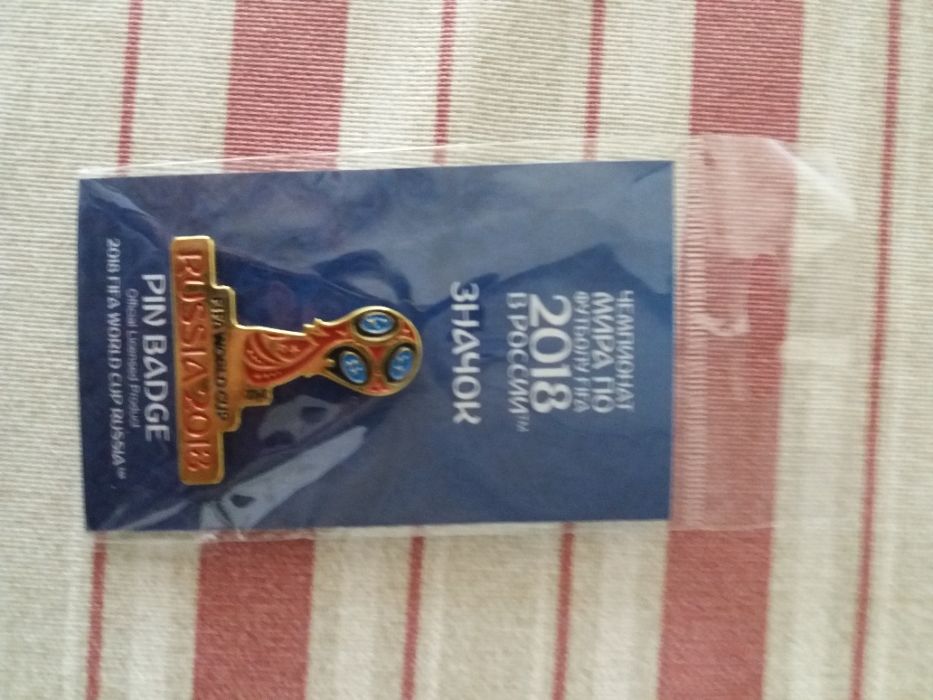 ЧЕМПИОНАТ
МИРА ПО
ФУТБОЛУ FIFA
2018
В РОССИИ™
ЗНАЧОК
FIFA WORLD CUP
RUSSIA 2018
PIN BADGE
Official Licensed Product
2018 FIFA WORLD CUP RUSSIA™